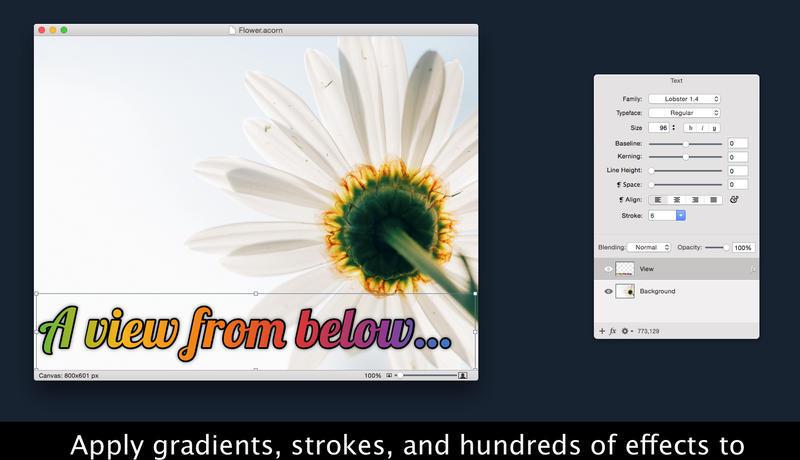 Flower.acorn
A view from below...
Canvas: 800x601 px
100%
Text
Family: Lobster 1.4
Typeface: Regular
Size 96 b i u
Baseline: 0
Kerning: 0
Line Height: 0
¶ Space: 0
¶ Align:
Stroke: 6
Blending: Normal Opacity: 100%
View fx
Background
+ fx 773,129
Apply gradients, strokes, and hundreds of effects to